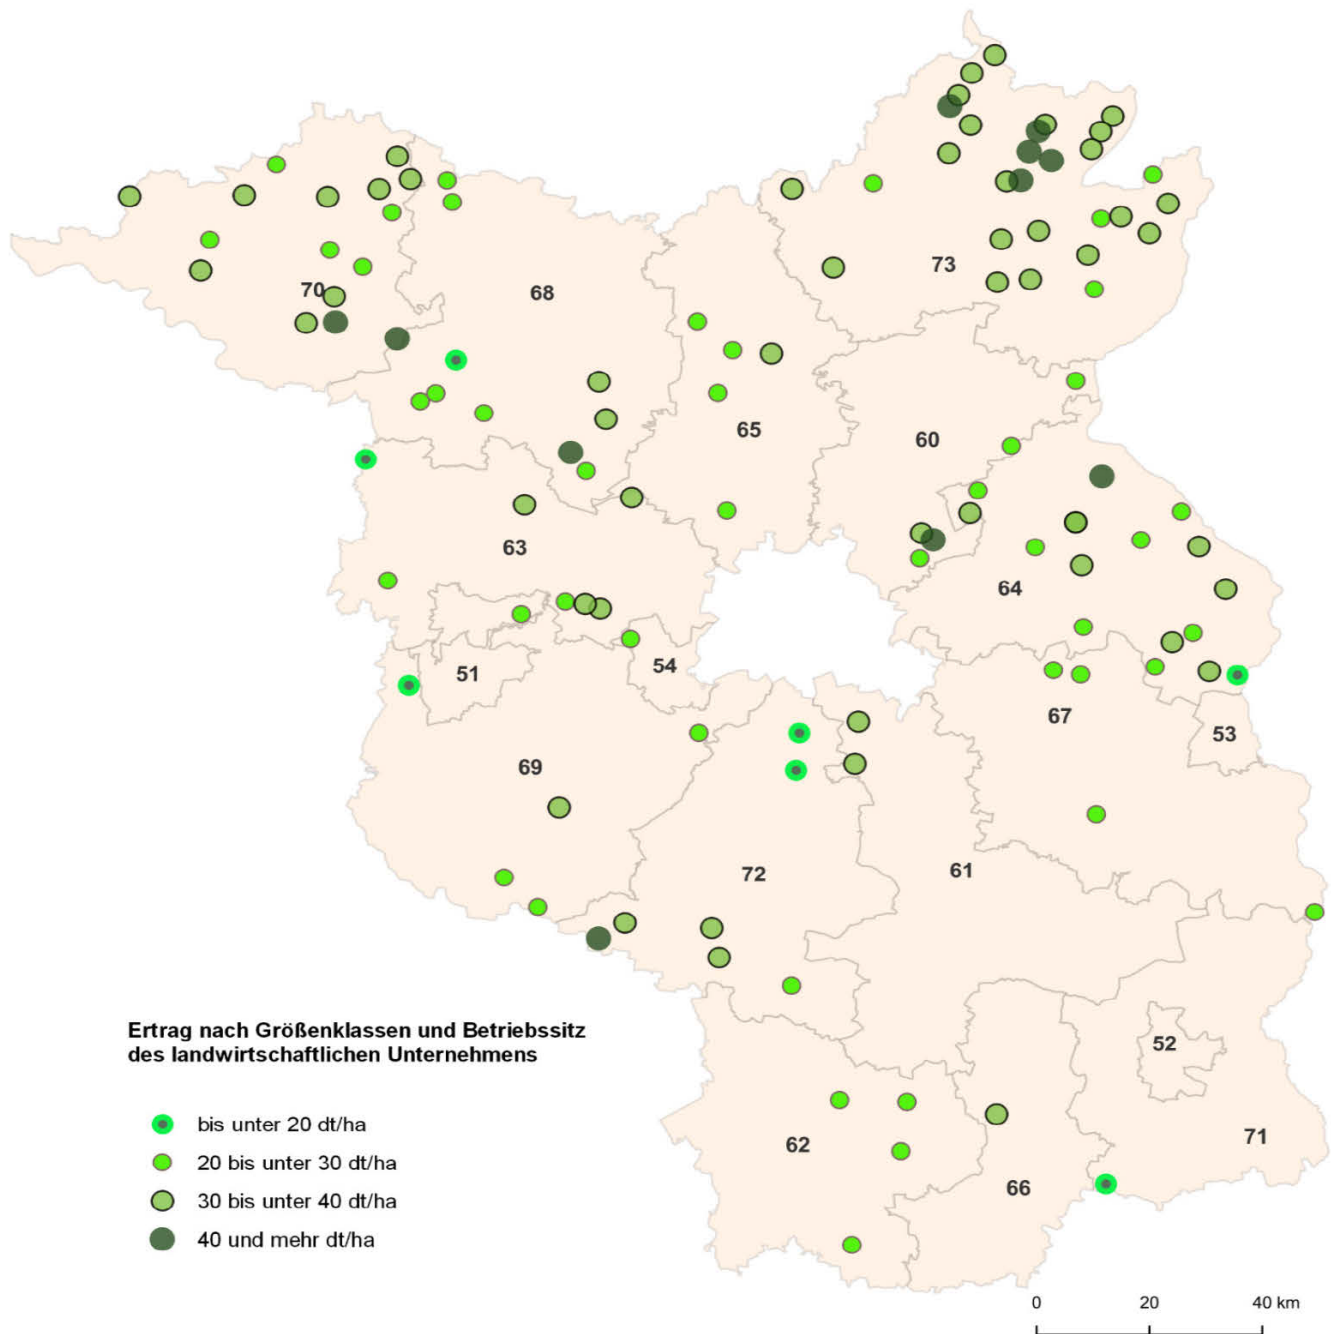 73
70
68
65
60
63
64
51
54
67
53
69
72
61
Ertrag nach Größenklassen und Betriebssitz
des landwirtschaftlichen Unternehmens
52
bis unter 20 dt/ha
62
71
20 bis unter 30 dt/ha
66
30 bis unter 40 dt/ha
40 und mehr dt/ha
0 20 40 km